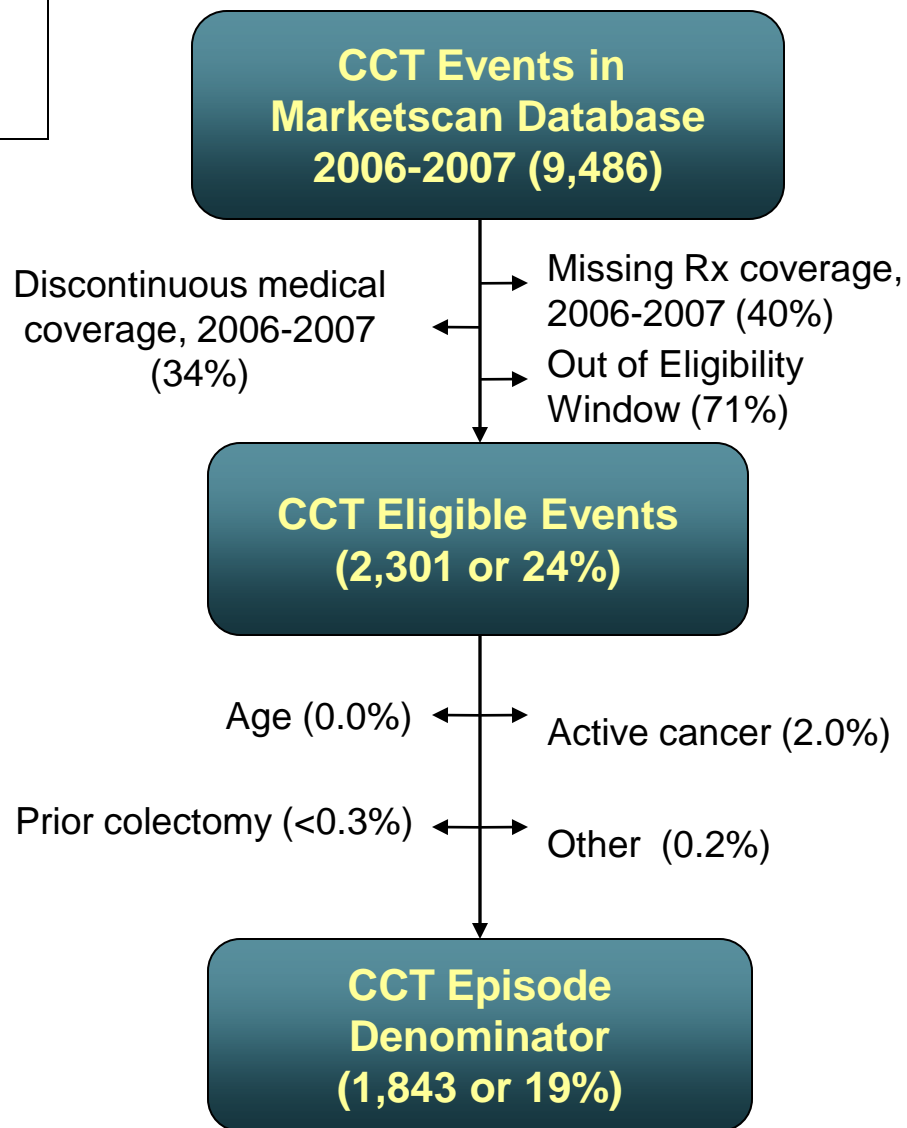 CCT Events in
Marketscan Database
2006-2007 (9,486)
Discontinuous medical
coverage, 2006-2007
(34%)
Missing Rx coverage,
2006-2007 (40%)
Out of Eligibility
Window (71%)
CCT Eligible Events
(2,301 or 24%)
Age (0.0%)
Active cancer (2.0%)
Prior colectomy (<0.3%)
Other (0.2%)
CCT Episode
Denominator
(1,843 or 19%)